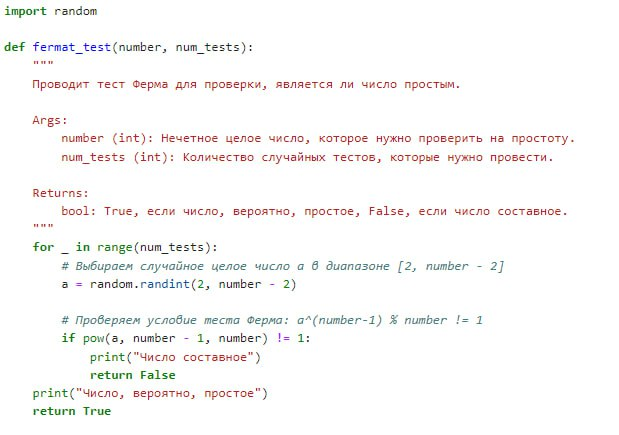 import random
def fermat_test(number, num_tests):
"""
Проводит тест Ферма для проверки, является ли число простым.
Args:
number (int): Нечетное целое число, которое нужно проверить на простоту.
num_tests (int): Количество случайных тестов, которые нужно провести.
Returns:
bool: True, если число, вероятно, простое, False, если число составное.
"""
for _ in range(num_tests):
# Выбираем случайное целое число a в диапазоне [2, number - 2]
a = random.randint(2, number - 2)
# Проверяем условие теста Ферма: a^(number-1) % number != 1
if pow(a, number - 1, number) != 1:
print("Число составное")
return False
print("Число, вероятно, простое")
return True